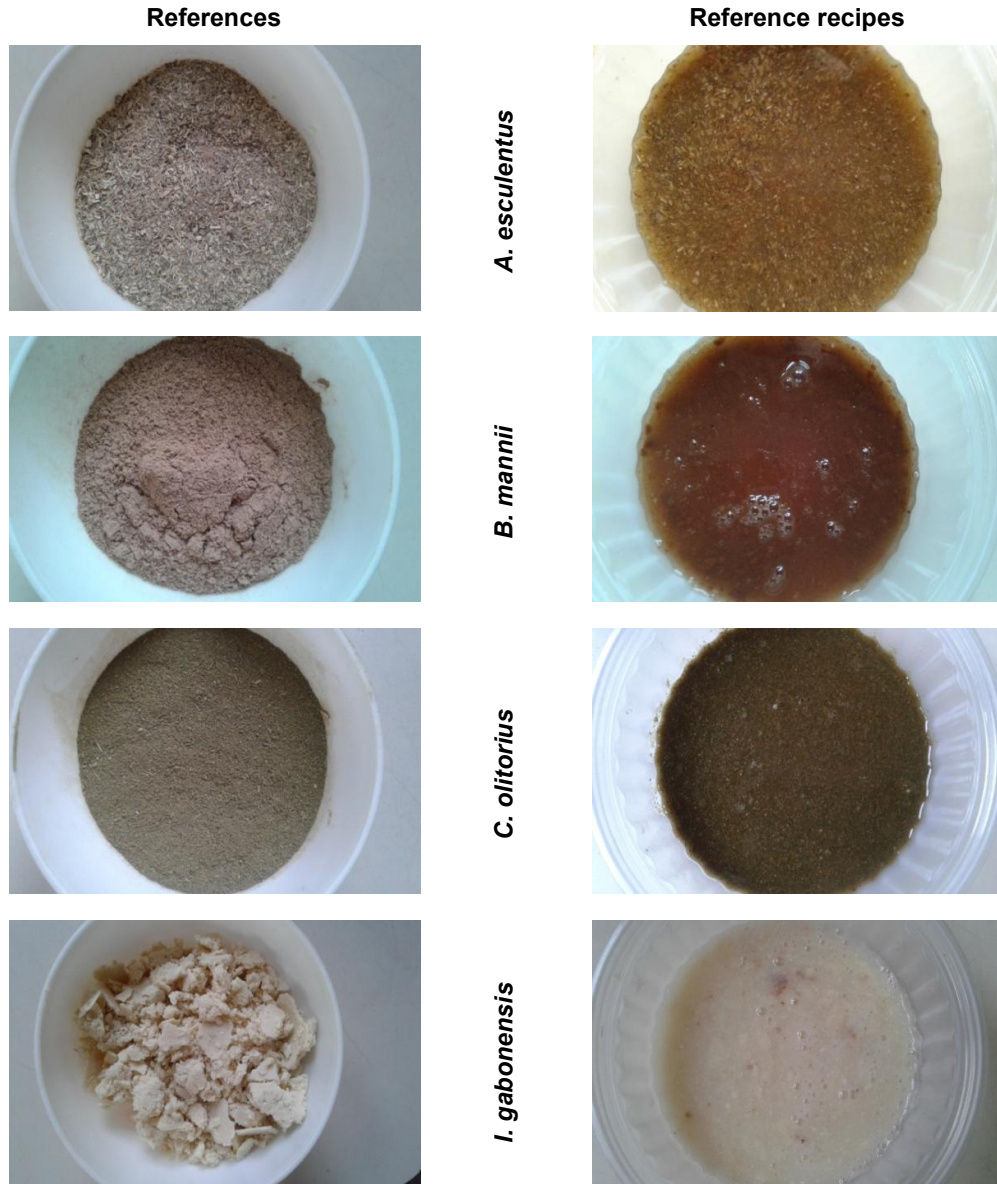 References
Reference recipes
A. esculentus
B. mannii
C. olitorius
I. gabonensis